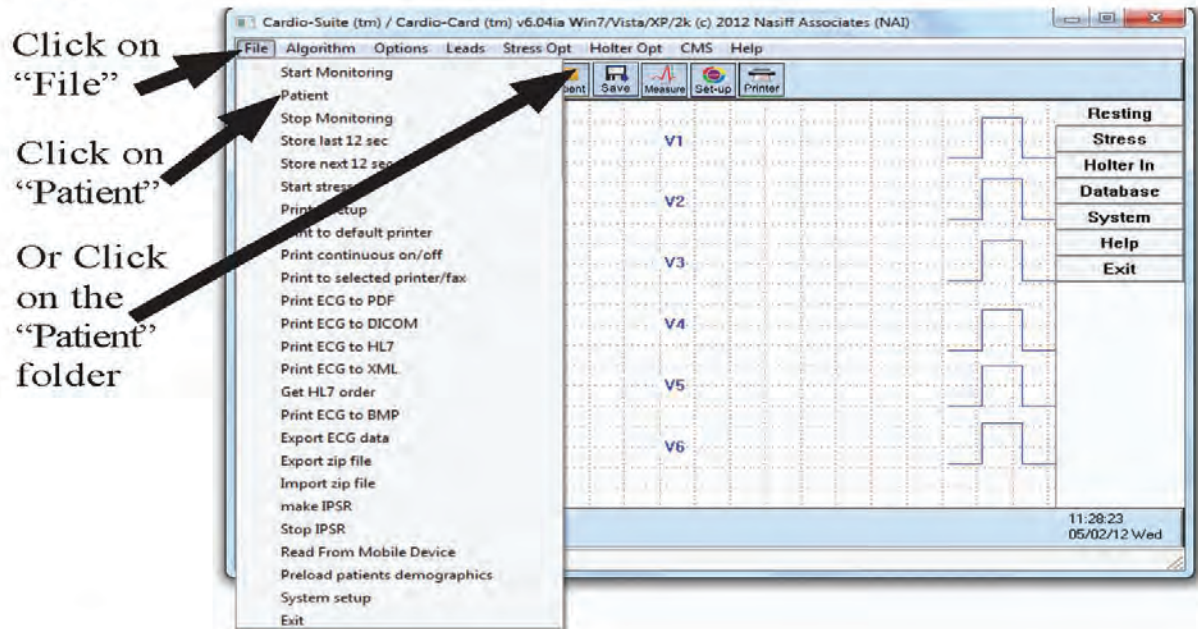 Click on
“File”
Click on
“Patient”
Or Click
on the
“Patient”
folder
Cardio-Suite (tm) / Cardio-Card (tm) v6.04ia Win7/Vista/XP/2k (c) 2012 Nasiff Associates (NAI)
File Algorithm Options Leads Stress Opt Holter Opt CMS Help
Save Measure Set-up Printer
Start Monitoring
Patient
Stop Monitoring
Store last 12 sec
Store next 12 sec
Start stress
Print setup
Print to default printer
Print continuous on/off
Print to selected printer/fax
Print ECG to PDF
Print ECG to DICOM
Print ECG to HL7
Print ECG to XML
Get HL7 order
Print ECG to BMP
Export ECG data
Export zip file
Import zip file
make IPSR
Stop IPSR
Read From Mobile Device
Preload patients demographics
System setup
Exit
V1
V2
V3
V4
V5
V6
Resting
Stress
Holter In
Database
System
Help
Exit
11:28:23
05/02/12 Wed